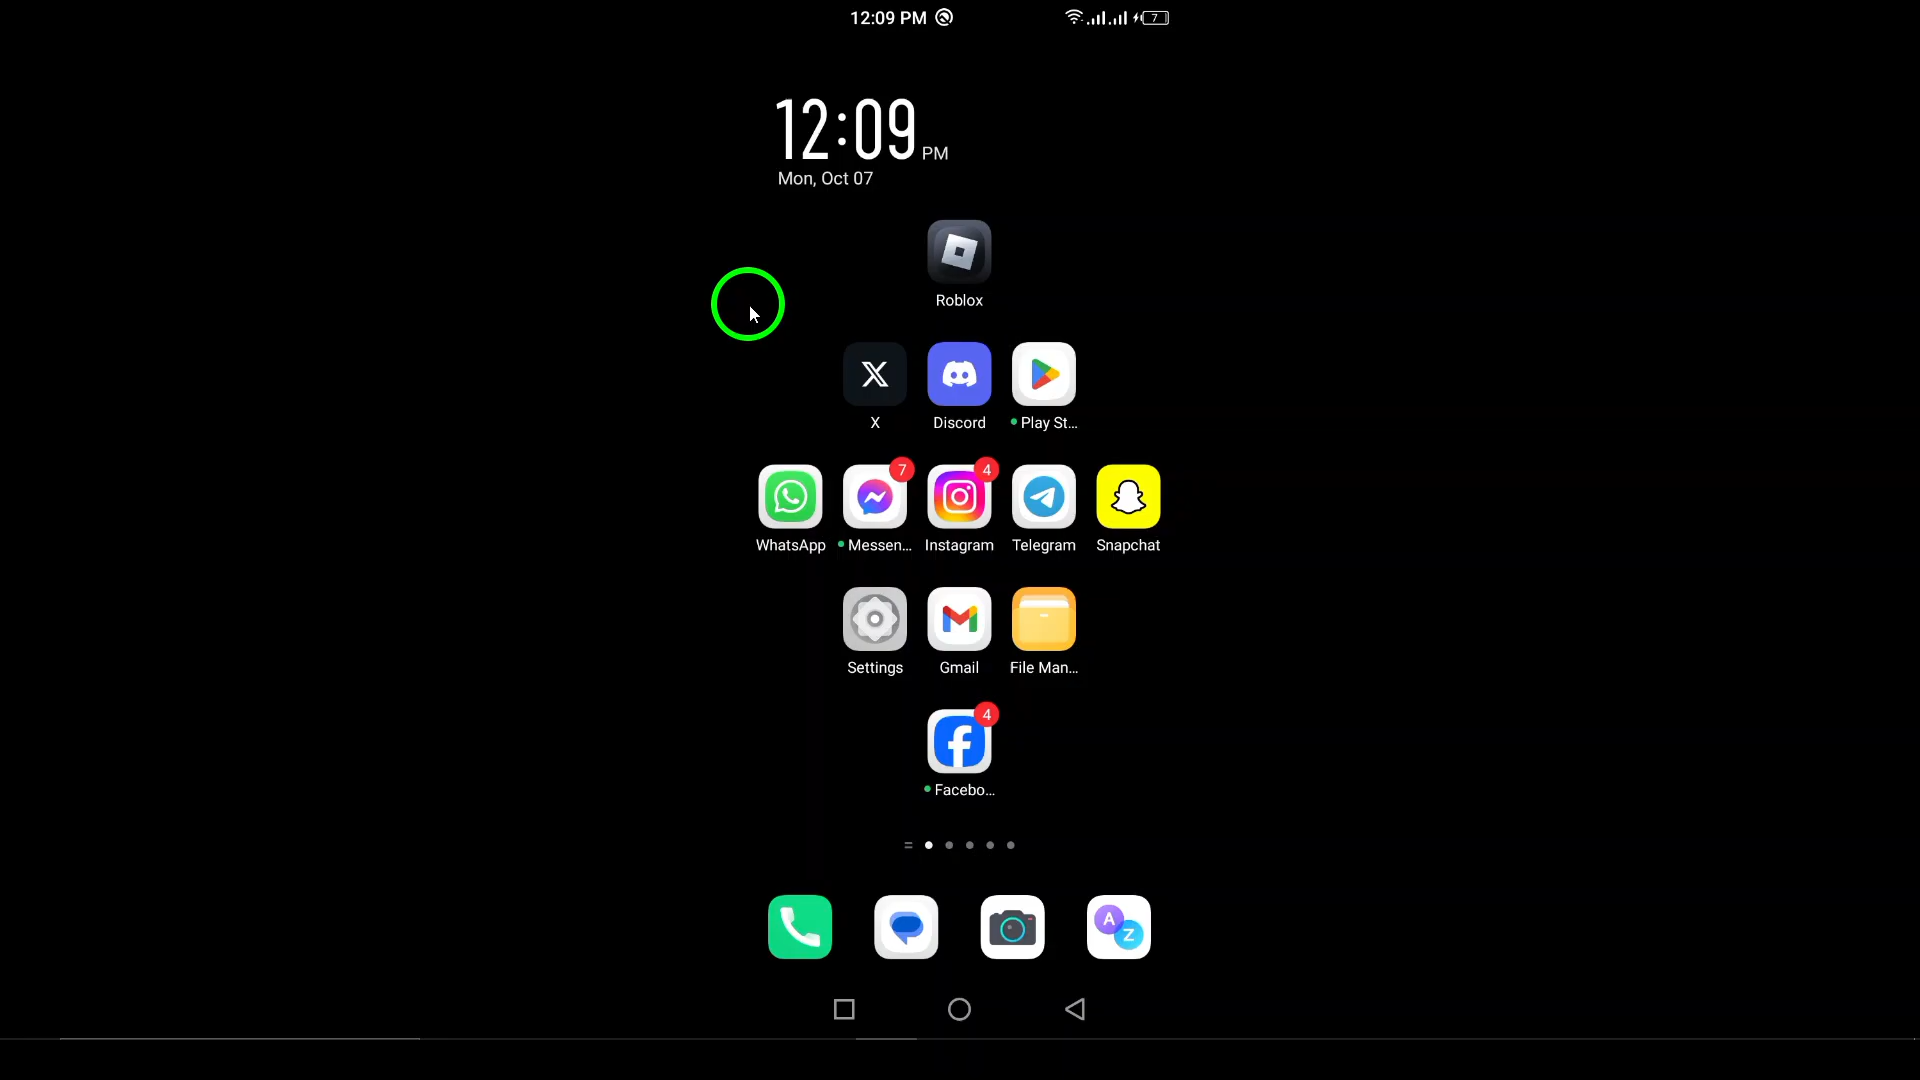 12:09 PM
7
12:09 PM
Mon, Oct 07
Roblox
X
Discord
Play St...
7
4
WhatsApp
Messen...
Instagram
Telegram
Snapchat
Settings
Gmail
File Man...
4
Facebo...
A
Z